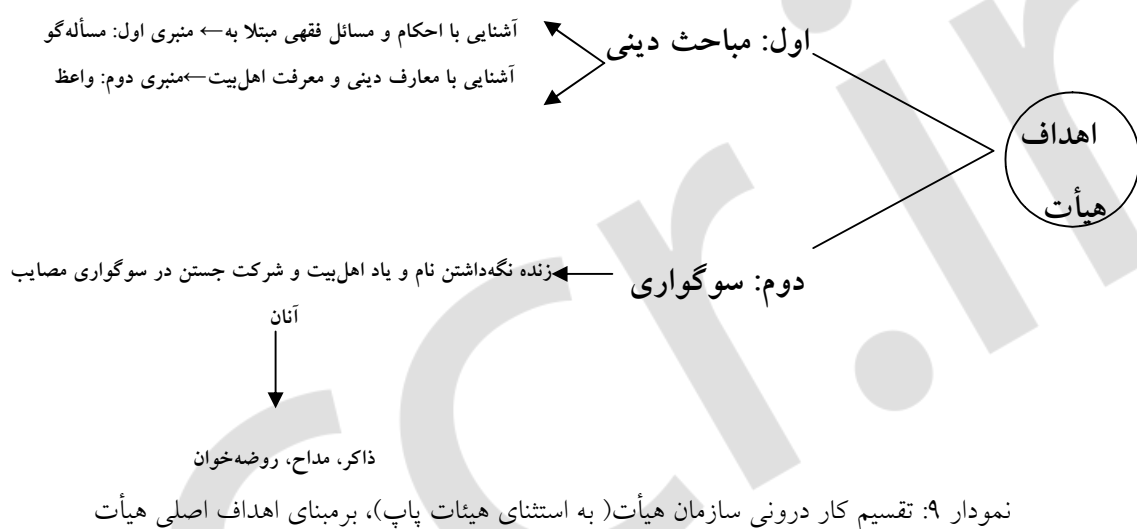 اهداف
هیأت
اول: مباحث دینی
آشنایی با احکام و مسائل فقهی مبتلا به← منبری اول: مسأله‌گو
آشنایی با معارف دینی و معرفت اهل‌بیت←منبری دوم: واعظ
دوم: سوگواری
زنده نگه‌داشتن نام و یاد اهل‌بیت و شرکت جستن در سوگواری مصایب
آنان
ذاکر، مداح، روضه‌خوان
نمودار ۹: تقسیم کار درونی سازمان هیأت( به استثنای هیئات پاپ)، برمبنای اهداف اصلی هیأت
ccr.ir